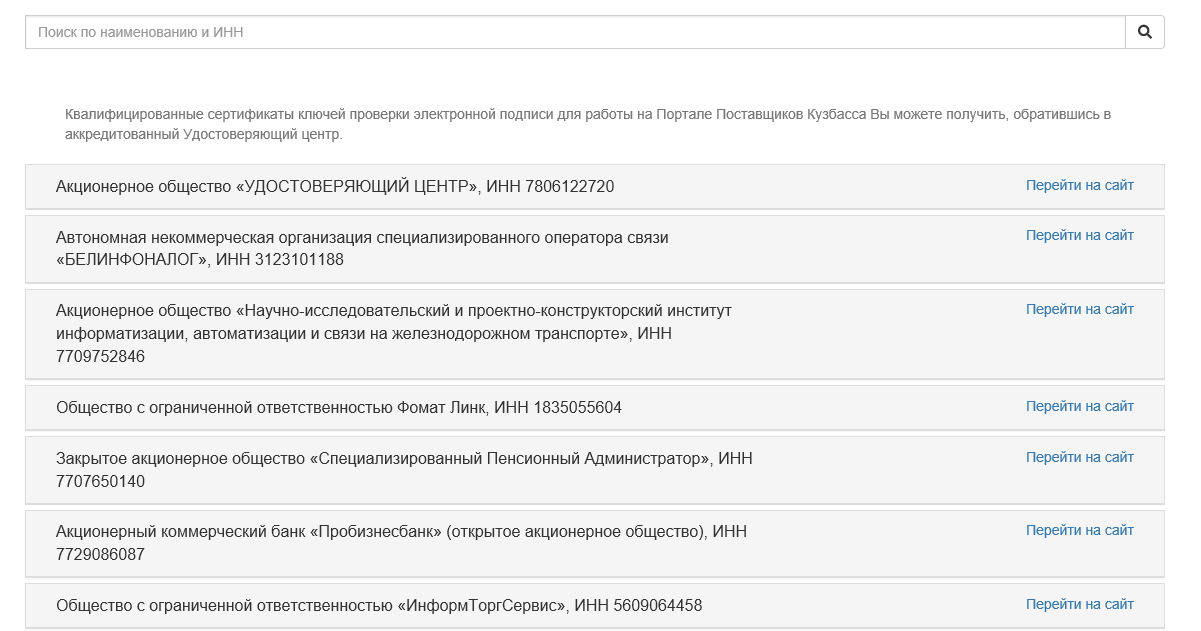 Поиск по наименованию и ИНН
Квалифицированные сертификаты ключей проверки электронной подписи для работы на Портале Поставщиков Кузбасса Вы можете получить, обратившись в
аккредитованный Удостоверяющий центр.
Акционерное общество «УДОСТОВЕРЯЮЩИЙ ЦЕНТР», ИНН 7806122720
Перейти на сайт
Автономная некоммерческая организация специализированного оператора связи
«БЕЛИНФОНАЛОГ», ИНН 3123101188
Перейти на сайт
Акционерное общество «Научно-исследовательский и проектно-конструкторский институт
информатизации, автоматизации и связи на железнодорожном транспорте», ИНН
7709752846
Перейти на сайт
Общество с ограниченной ответственностью Фомат Линк, ИНН 1835055604
Перейти на сайт
Закрытое акционерное общество «Специализированный Пенсионный Администратор», ИНН
7707650140
Перейти на сайт
Акционерный коммерческий банк «Пробизнесбанк» (открытое акционерное общество), ИНН
7729086087
Перейти на сайт
Общество с ограниченной ответственностью «ИнформТоргСервис», ИНН 5609064458
Перейти на сайт